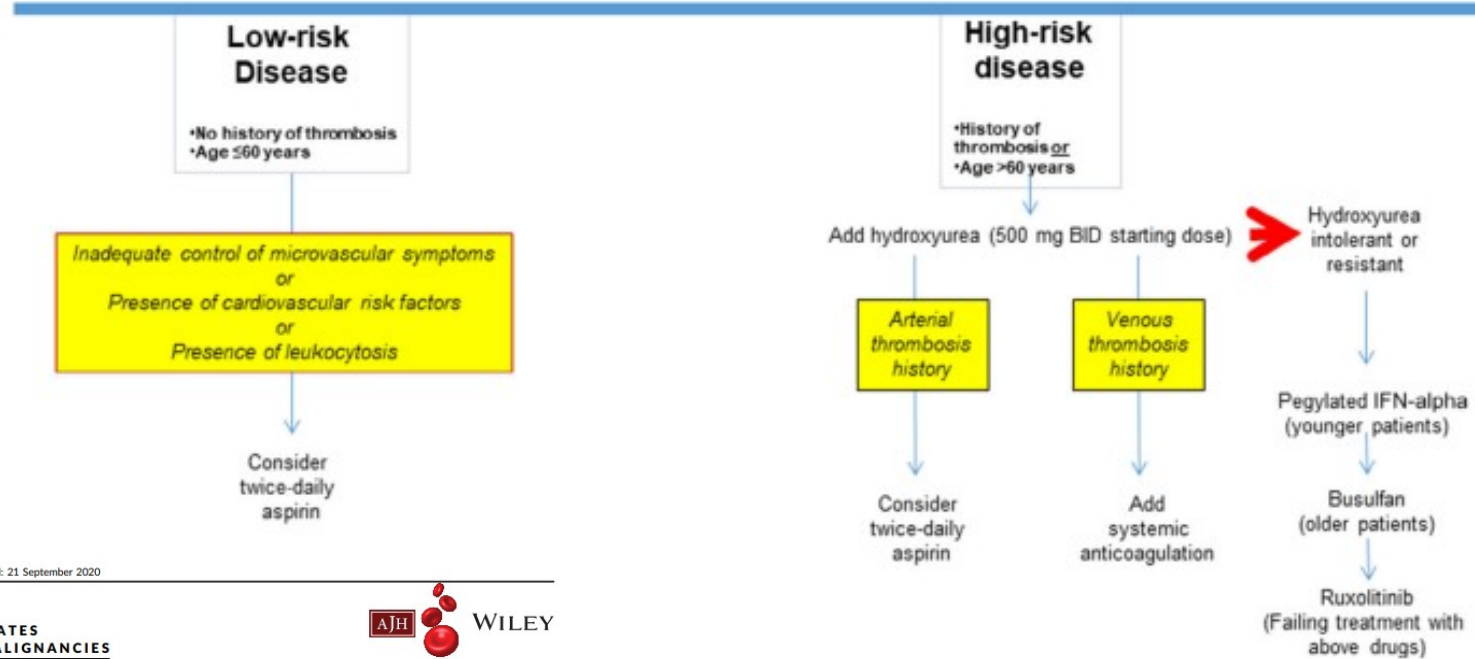 Low-risk
Disease
•No history of thrombosis
•Age ≤60 years
Inadequate control of microvascular symptoms
or
Presence of cardiovascular risk factors
or
Presence of leukocytosis
Consider
twice-daily
aspirin
High-risk
disease
•History of
thrombosis or
•Age >60 years
Add hydroxyurea (500 mg BID starting dose)
Hydroxyurea
intolerant or
resistant
Arterial
thrombosis
history
Venous
thrombosis
history
Consider
twice-daily
aspirin
Add
systemic
anticoagulation
Pegylated IFN-alpha
(younger patients)
Busulfan
(older patients)
Ruxolitinib
(Failing treatment with
above drugs)
: 21 September 2020
AJH WILEY